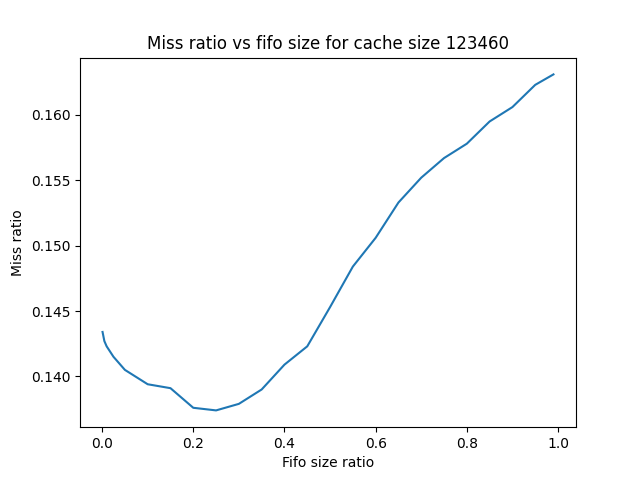 Miss ratio vs fifo size for cache size 123460
0.160
0.155
0.150
0.145
0.140
Miss ratio
0.0 0.2 0.4 0.6 0.8 1.0
Fifo size ratio